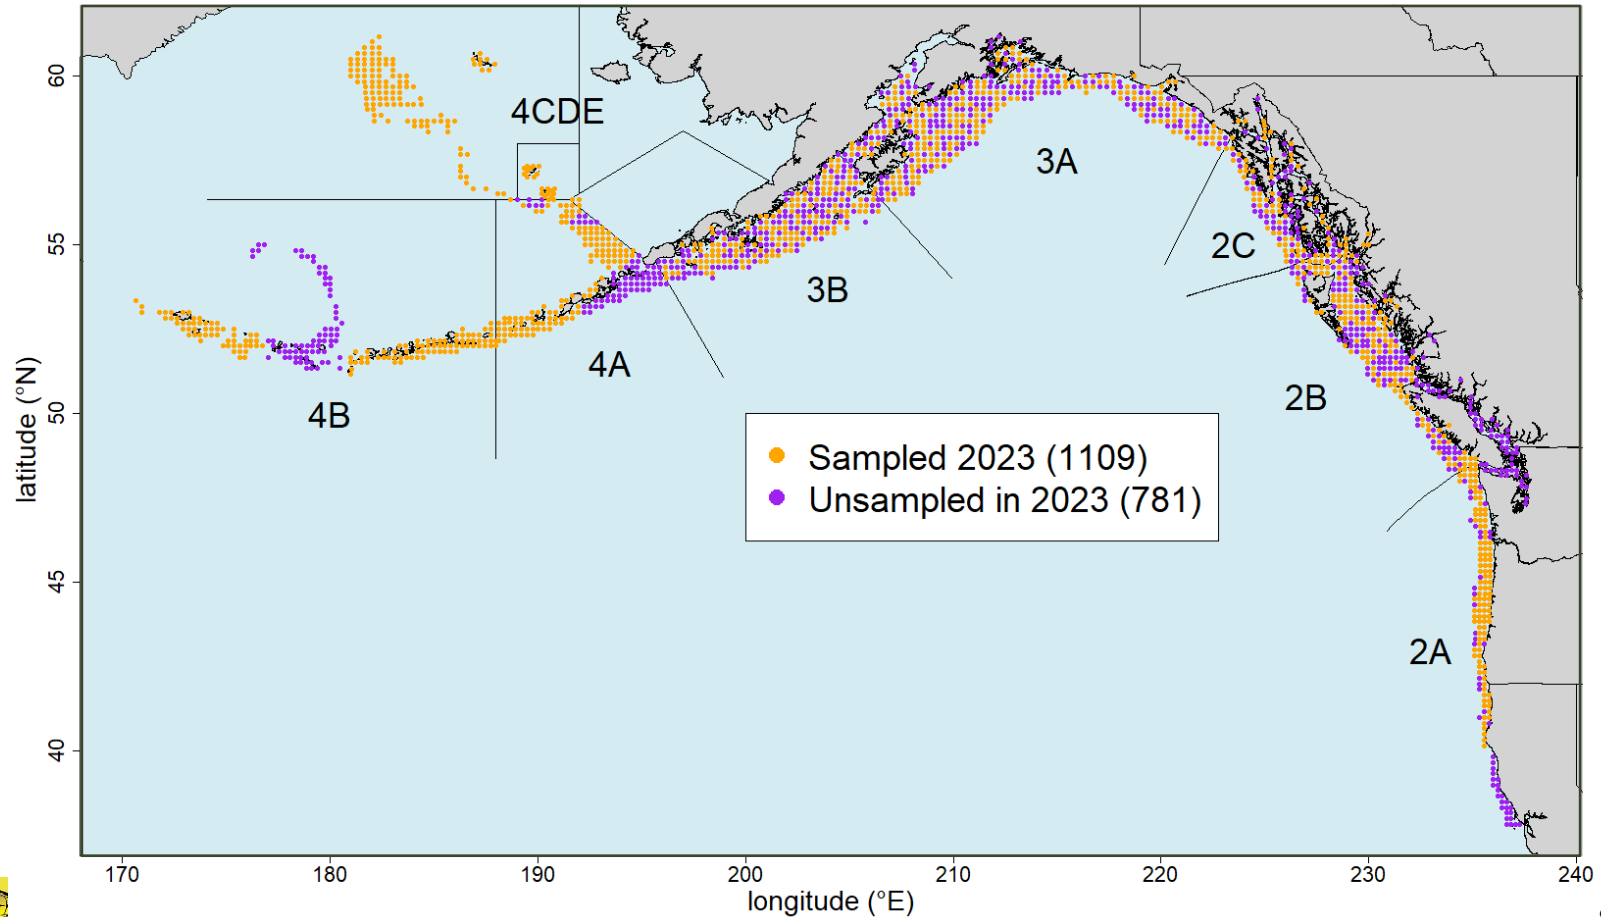 60
55
50
45
40
latitude (°N)
4CDE
3A
2C
3B
4A
2B
4B
Sampled 2023 (1109)
Unsampled in 2023 (781)
2A
170
180
190
200
210
220
230
240
longitude (°E)